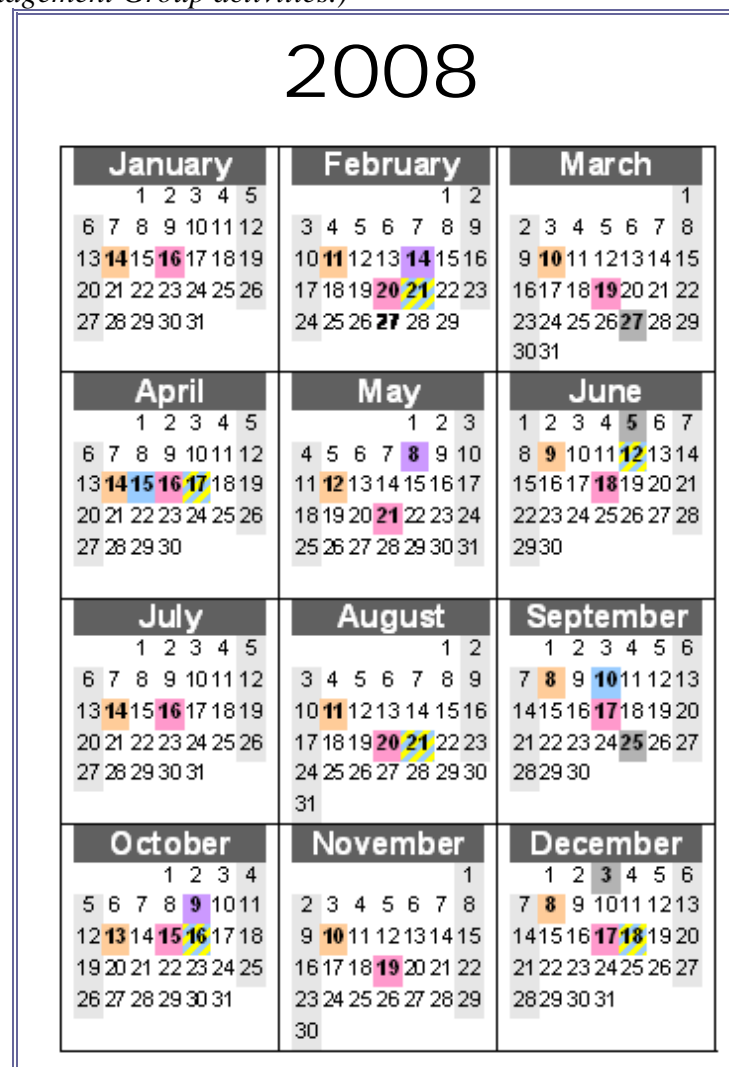 agement Group activities.)
2008
January February March
1 2 3 4 5 1 2 1
6 7 8 9 10 11 12 3 4 5 6 7 8 9 2 3 4 5 6 7 8
13 14 15 16 17 18 19 10 11 12 13 14 15 16 9 10 11 12 13 14 15
20 21 22 23 24 25 26 17 18 19 20 21 22 23 16 17 18 19 20 21 22
27 28 29 30 31 24 25 26 27 28 29 23 24 25 26 27 28 29
30 31
April May June
1 2 3 4 5 1 2 3 1 2 3 4 5 6 7
6 7 8 9 10 11 12 4 5 6 7 8 9 10 8 9 10 11 12 13 14
13 14 15 16 17 18 19 11 12 13 14 15 16 17 15 16 17 18 19 20 21
20 21 22 23 24 25 26 18 19 20 21 22 23 24 22 23 24 25 26 27 28
27 28 29 30 25 26 27 28 29 30 31 29 30
July August September
1 2 3 4 5 1 2 1 2 3 4 5 6
6 7 8 9 10 11 12 3 4 5 6 7 8 9 7 8 9 10 11 12 13
13 14 15 16 17 18 19 10 11 12 13 14 15 16 14 15 16 17 18 19 20
20 21 22 23 24 25 26 17 18 19 20 21 22 23 21 22 23 24 25 26 27
27 28 29 30 31 24 25 26 27 28 29 30 28 29 30
31
October November December
1 2 3 4 1 1 2 3 4 5 6
5 6 7 8 9 10 11 2 3 4 5 6 7 8 7 8 9 10 11 12 13
12 13 14 15 16 17 18 9 10 11 12 13 14 15 14 15 16 17 18 19 20
19 20 21 22 23 24 25 16 17 18 19 20 21 22 21 22 23 24 25 26 27
26 27 28 29 30 31 23 24 25 26 27 28 29 28 29 30 31
30